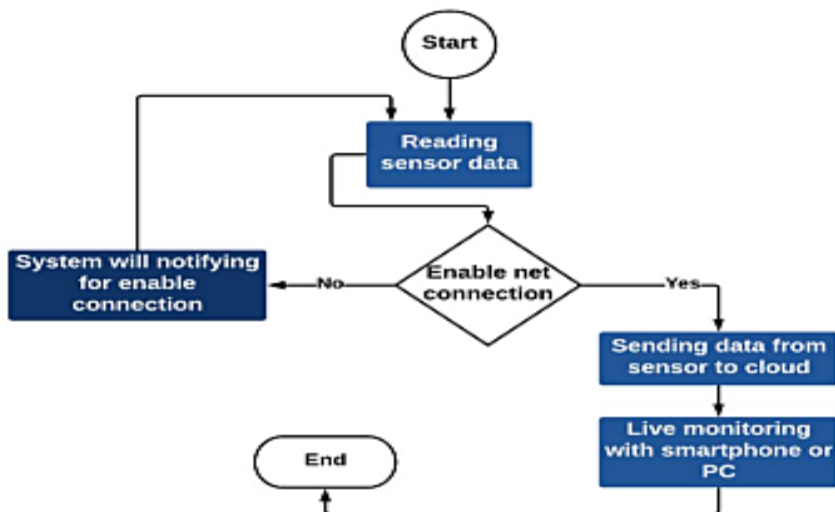 Start
Reading
sensor data
Enable net
connection
No
Yes
System will notifying
for enable
connection
Sending data from
sensor to cloud
Live monitoring
with smartphone or
PC
End